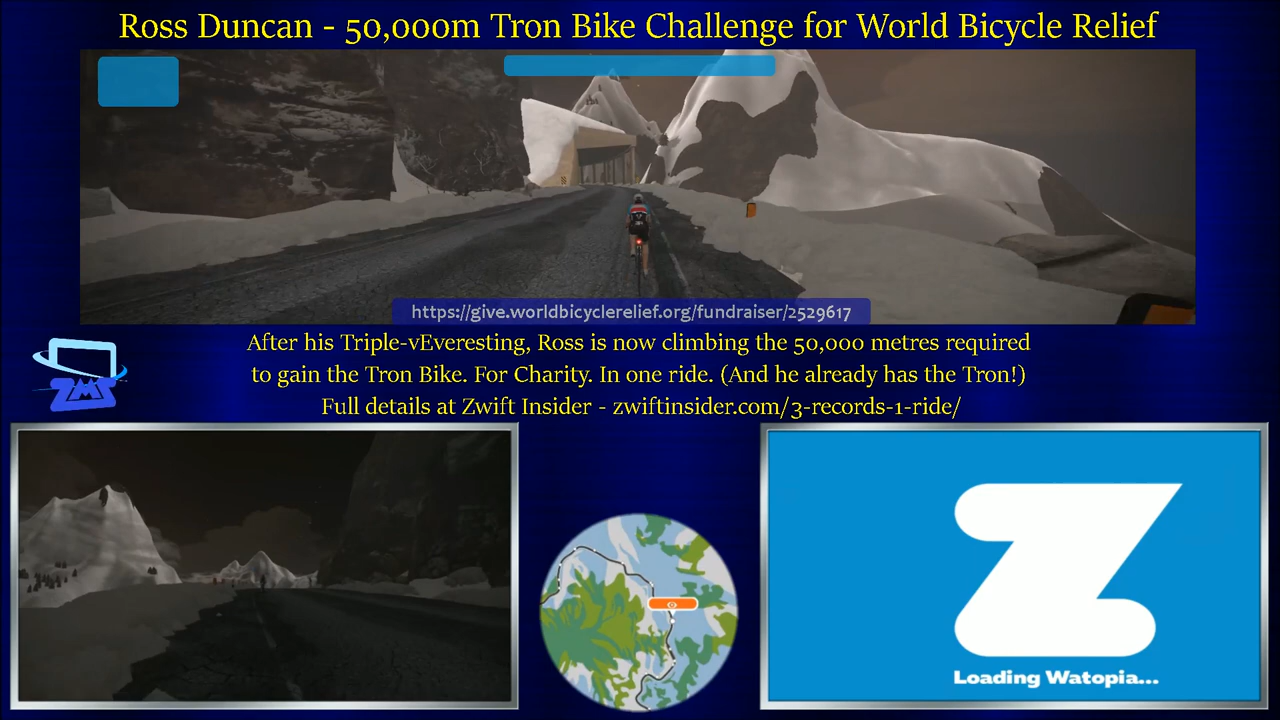 Ross Duncan - 50,000m Tron Bike Challenge for World Bicycle Relief
https://give.worldbicyclerelief.org/fundraiser/2529617
After his Triple-vEveresting, Ross is now climbing the 50,000 metres required
to gain the Tron Bike. For Charity. In one ride. (And he already has the Tron!)
Full details at Zwift Insider - zwiftinsider.com/3-records-1-ride/
ZMS
Loading Watopia...